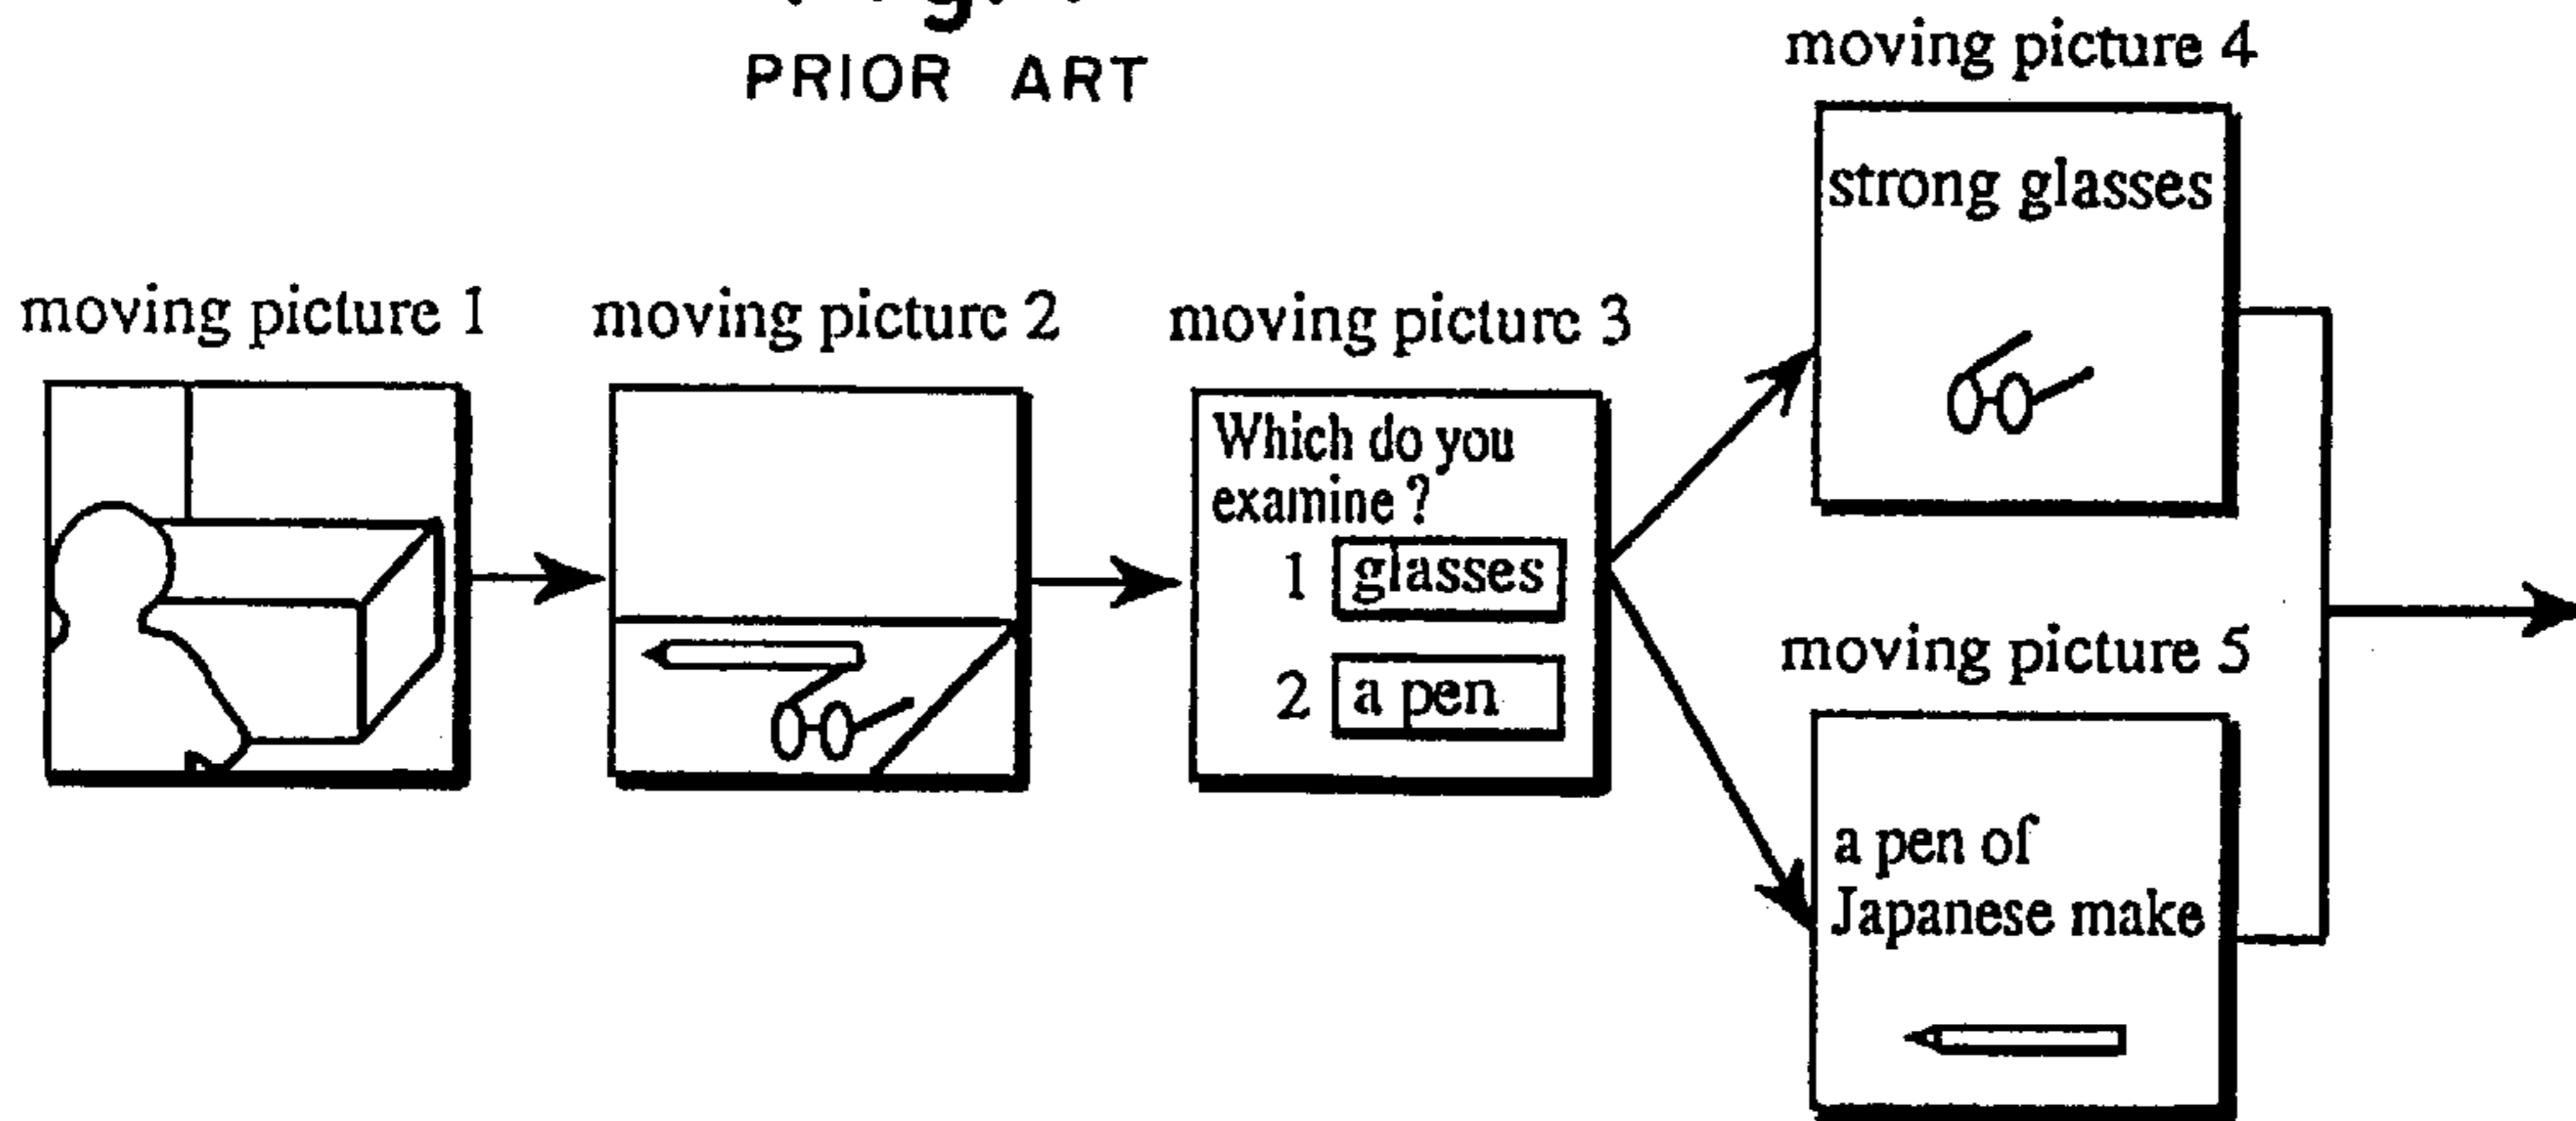 PRIOR ART
moving picture 1
moving picture 2
moving picture 3
Which do you
examine ?
1 glasses
2 a pen
moving picture 4
strong glasses
moving picture 5
a pen of
Japanese make